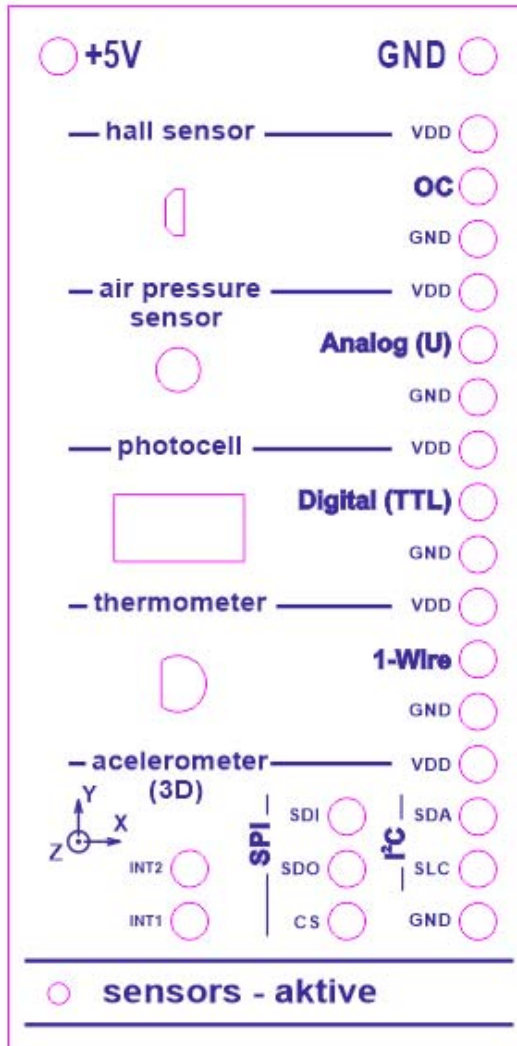 +5V GND
hall sensor VDD
OC
GND
air pressure VDD
sensor
Analog (U)
GND
photocell VDD
Digital (TTL)
GND
thermometer VDD
1-Wire
GND
acelerometer VDD
(3D)
Y
X
Z
SPI
I²C
SDI SDA
INT2 SDO SLC
INT1 CS GND
sensors - aktive